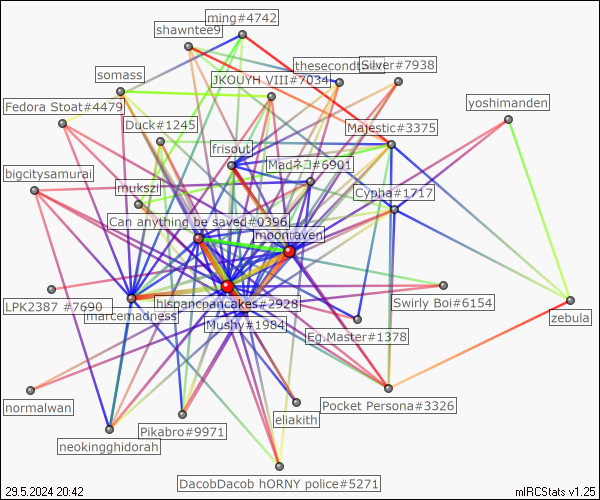 ming#4742
shawntee9
thesecondtsar
Silver#7938
somass
JKOUYH VIII#7034
yoshimanden
Fedora Stoat#4479
Duck#1245
Majestic#3375
frisout
Madネコ#6901
bigcitysamurai
mukszi
Cypha#1717
Can anything be saved#0396
moonraven
LPK2387 #7690
hispancpancakes#2928
Swirly Boi#6154
marcemadness
zebula
Mushy#1984
Eg.Master#1378
normalwan
Pocket Persona#3326
eliakith
Pikabro#9971
neokingghidorah
DacobDacob hORNY police#5271
29.5.2024 20:42
mIRCStats v1.25